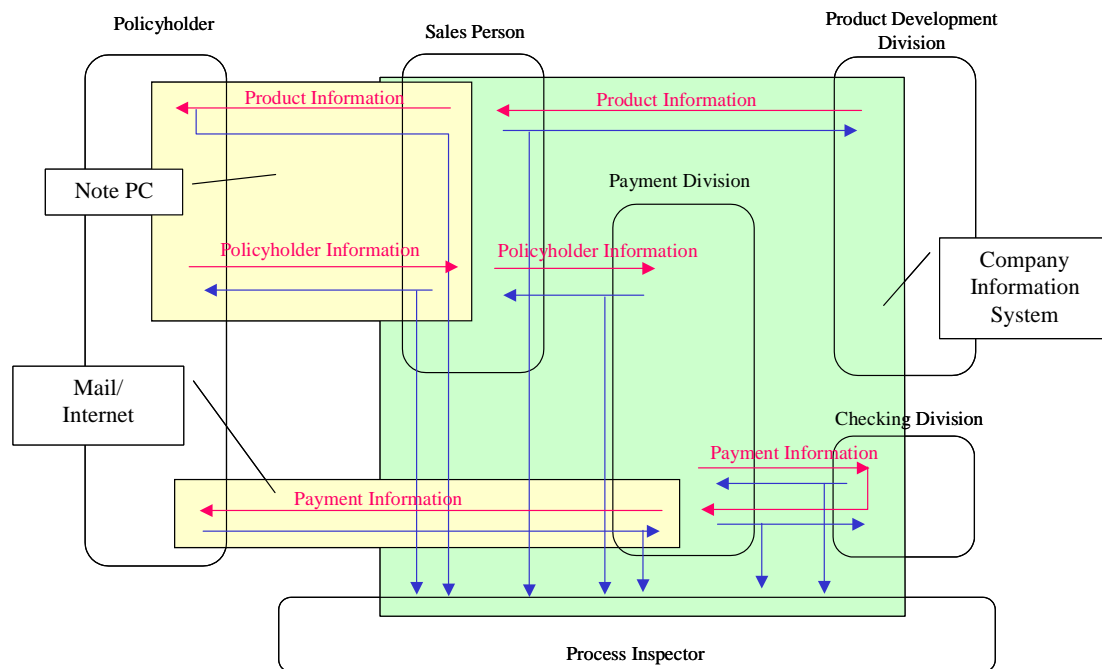 Policyholder
Sales Person
Product Development
Division
Product Information
Product Information
Note PC
Payment Division
Policyholder Information
Policyholder Information
Company
Information
System
Mail/
Internet
Checking Division
Payment Information
Payment Information
Process Inspector